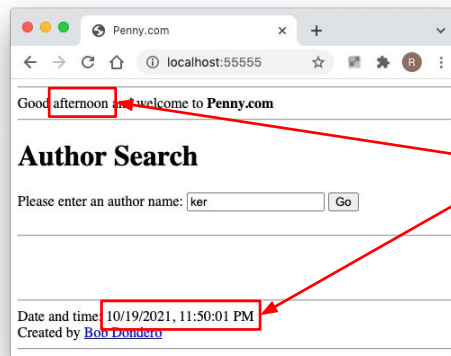 Penny.com
localhost:55555
R
Good afternoon and welcome to Penny.com
Author Search
Please enter an author name: ker Go
Date and time: 10/19/2021, 11:50:01 PM
Created by Bob Dondero